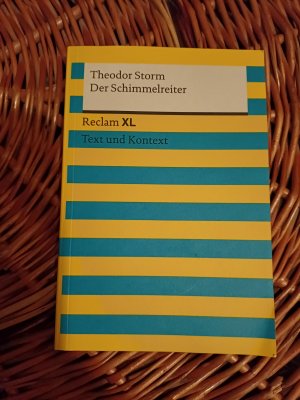 Theodor Storm
Der Schimmelreiter
Reclam XL
Text und Kontext